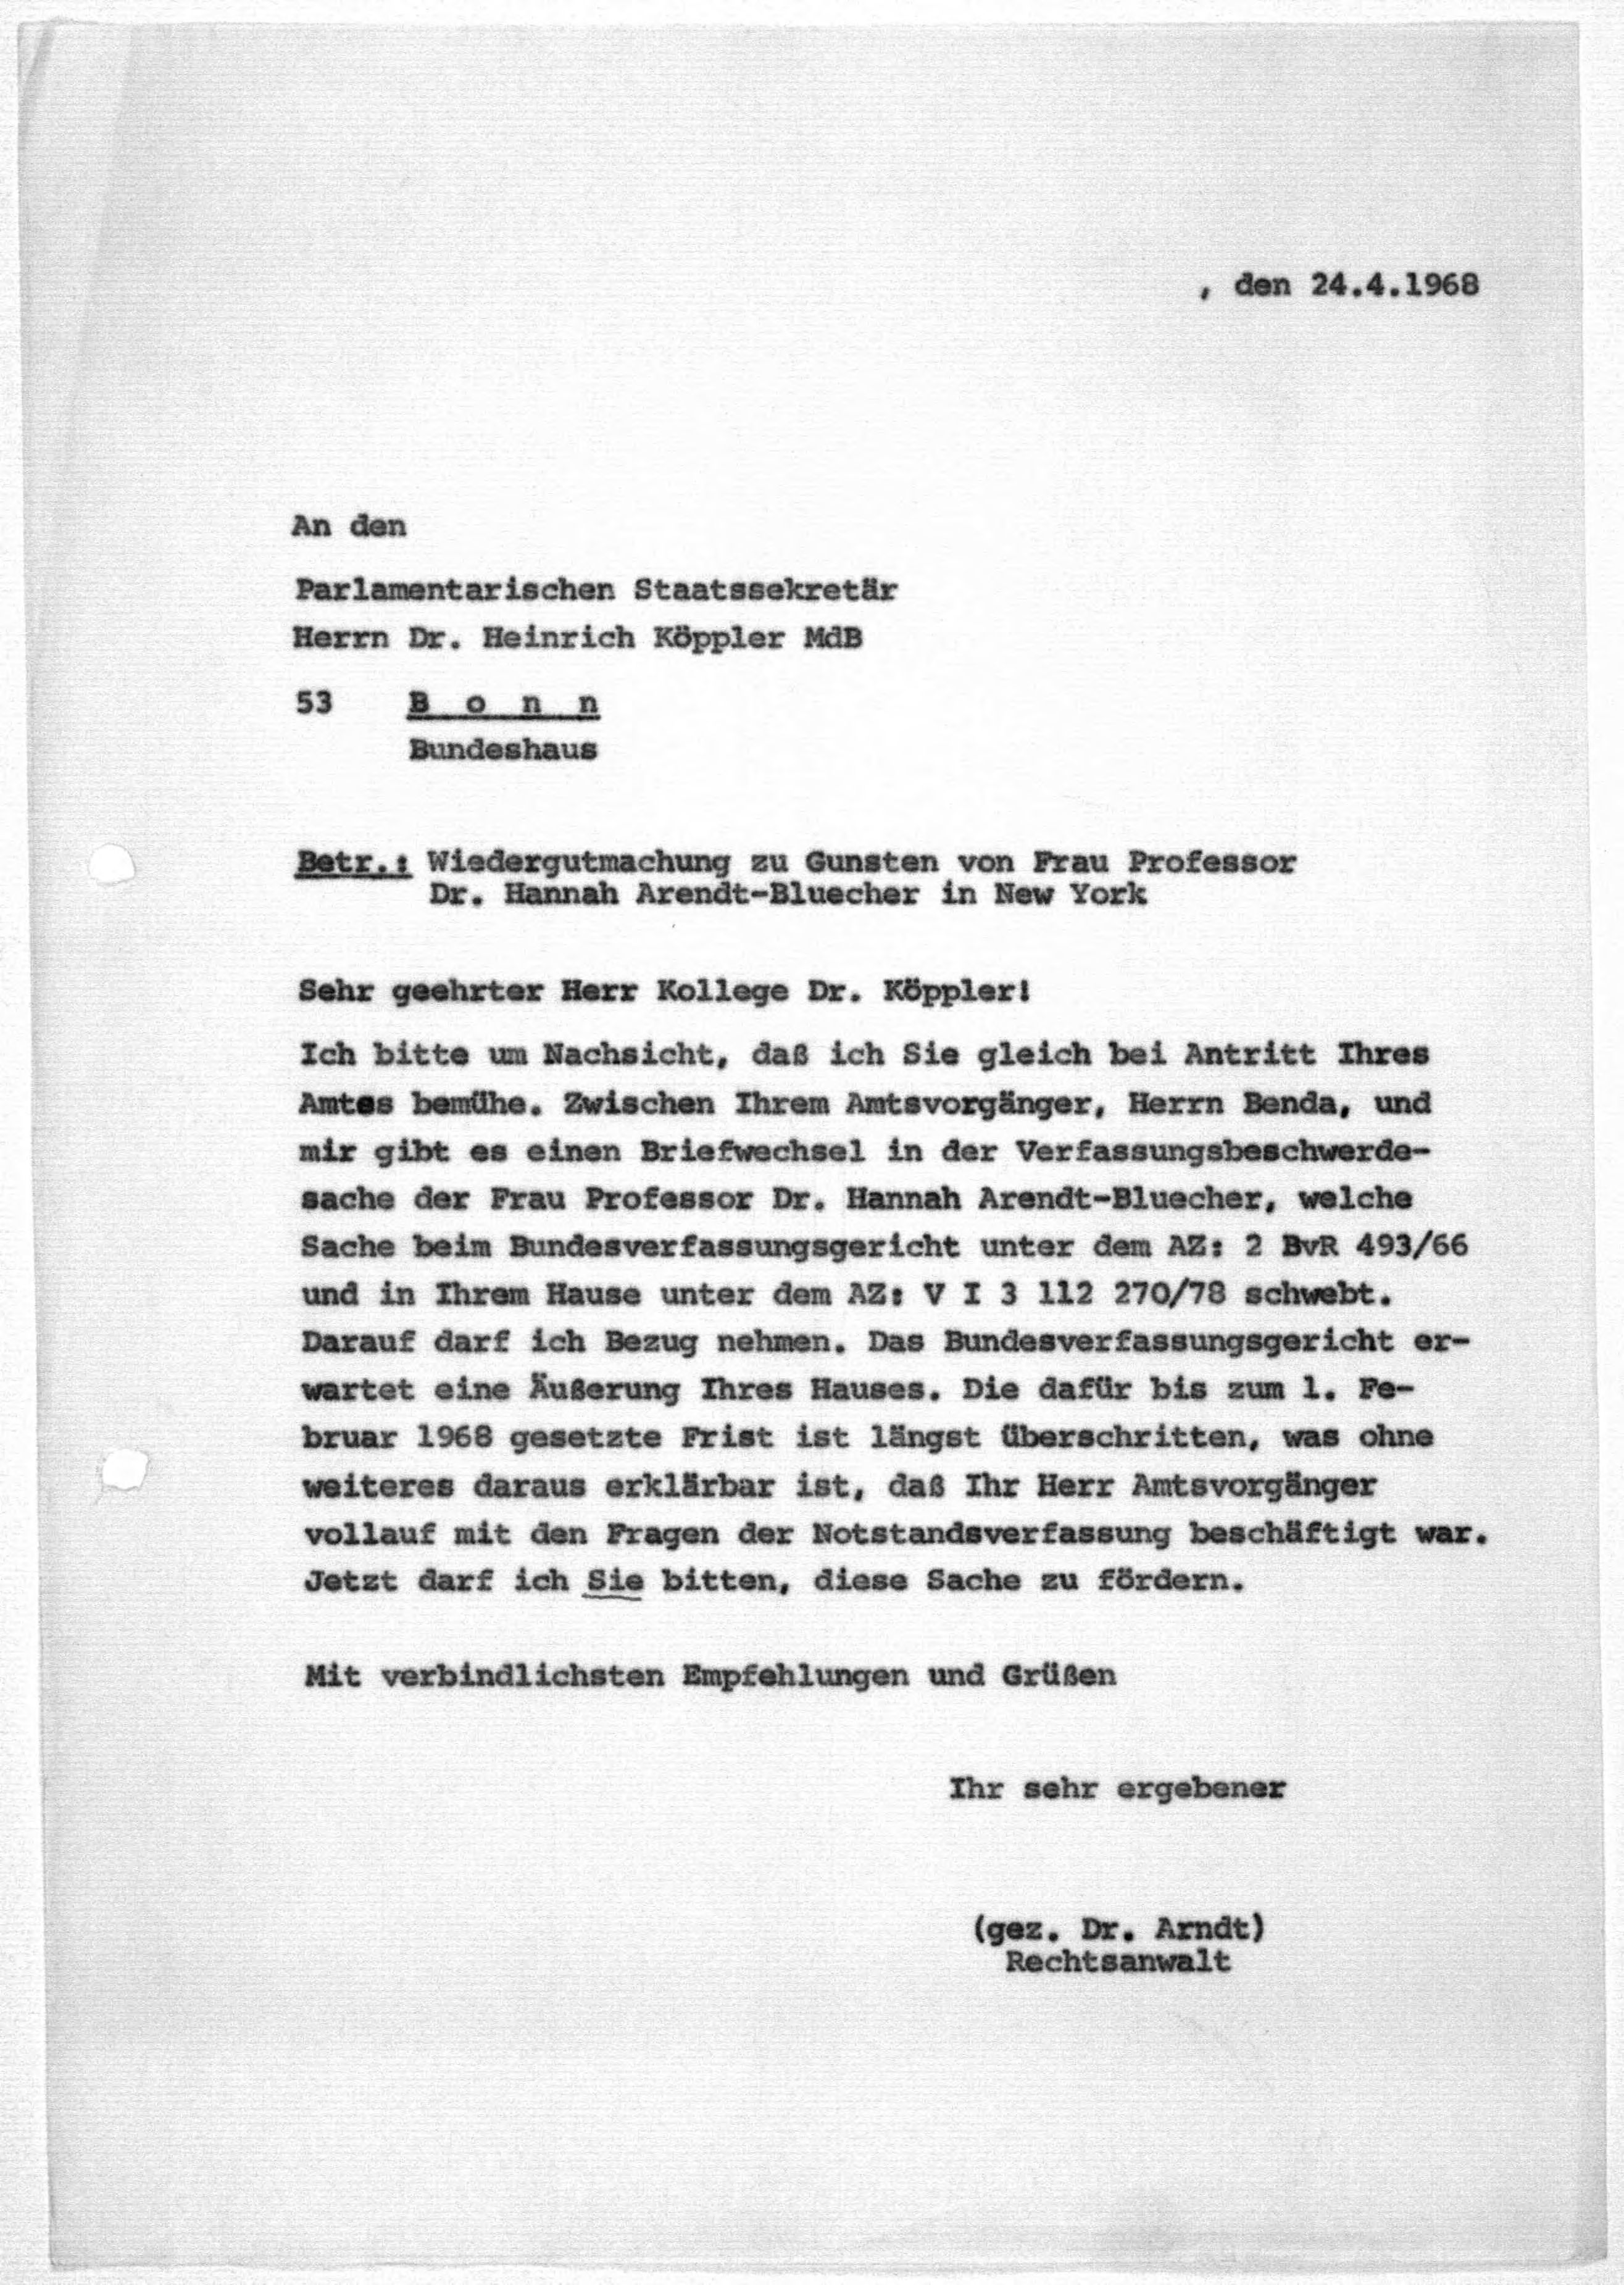 , den 24.4.1968
An den
Parlamentarischen Staatssekretär
Herrn Dr. Heinrich Köppler MdB
53 B o n n
Bundeshaus
Betr.: Wiedergutmachung zu Gunsten von Frau Professor
Dr. Hannah Arendt-Bluecher in New York
Sehr geehrter Herr Kollege Dr. Köppler!
Ich bitte um Nachsicht, daß ich Sie gleich bei Antritt Ihres
Amtes bemühe. Zwischen Ihrem Amtsvorgänger, Herrn Benda, und
mir gibt es einen Briefwechsel in der Verfassungsbeschwerde-
sache der Frau Professor Dr. Hannah Arendt-Bluecher, welche
Sache beim Bundesverfassungsgericht unter dem AZ: 2 BvR 493/66
und in Ihrem Hause unter dem AZ: V I 3 112 270/78 schwebt.
Darauf darf ich Bezug nehmen. Das Bundesverfassungsgericht er-
wartet eine Äußerung Ihres Hauses. Die dafür bis zum 1. Fe-
bruar 1968 gesetzte Frist ist längst überschritten, was ohne
weiteres daraus erklärbar ist, daß Ihr Herr Amtsvorgänger
vollauf mit den Fragen der Notstandsverfassung beschäftigt war.
Jetzt darf ich Sie bitten, diese Sache zu fördern.
Mit verbindlichsten Empfehlungen und Grüßen
Ihr sehr ergebener
(gez. Dr. Arndt)
Rechtsanwalt